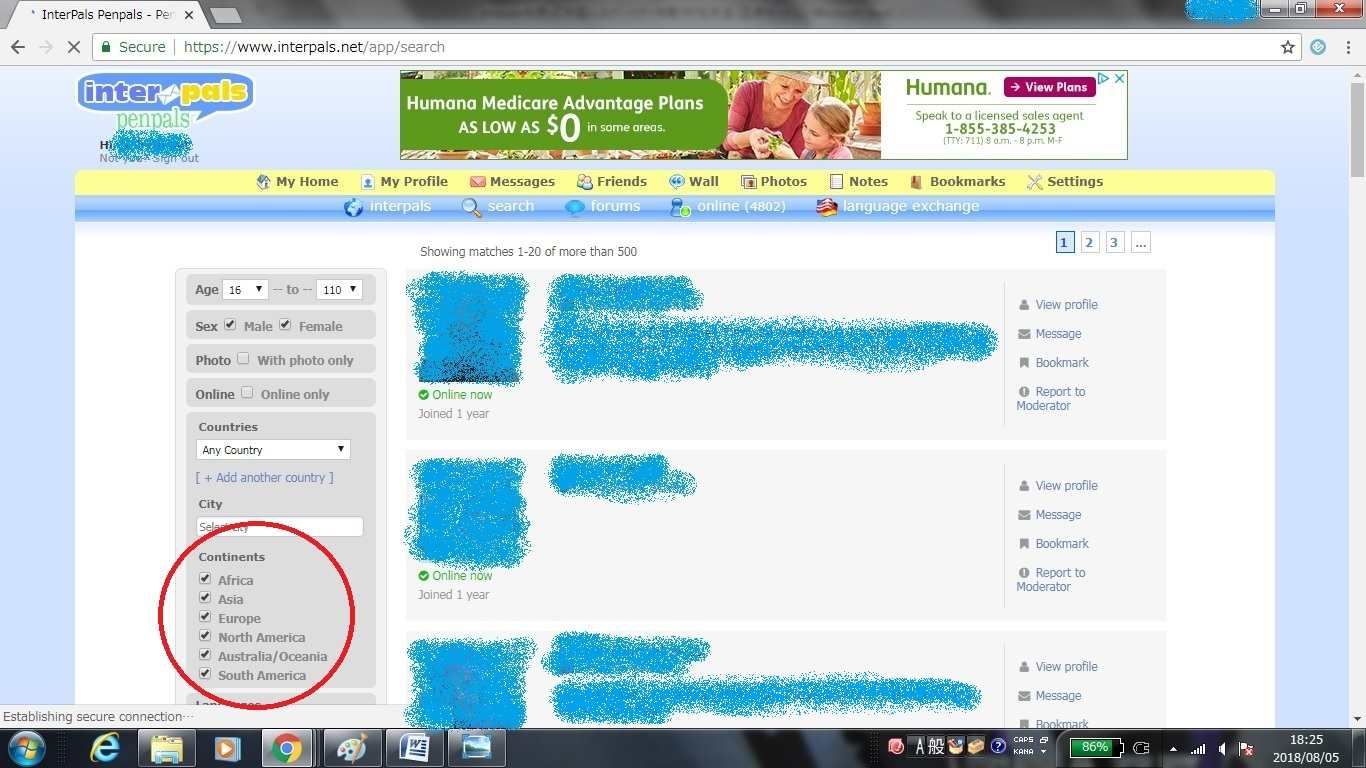 InterPals Penpals - Pen
Secure https://www.interpals.net/app/search
inter pals
penpals
Hi
Not you? Sign out
Humana Medicare Advantage Plans
AS LOW AS $0 in some areas.
Humana.
View Plans
Speak to a licensed sales agent
1-855-385-4253
(TTY: 711) 8 a.m. - 8 p.m. M-F
My Home My Profile Messages Friends Wall Photos Notes Bookmarks Settings
interpals search forums online (4802) language exchange
Showing matches 1-20 of more than 500
1 2 3 ...
Age 16 -- to -- 110
Sex Male Female
Photo With photo only
Online Online only
Countries
Any Country
[ + Add another country ]
City
Select city
Continents
Africa
Asia
Europe
North America
Australia/Oceania
South America
Languages
Online now
Joined 1 year
View profile
Message
Bookmark
Report to
Moderator
Online now
Joined 1 year
View profile
Message
Bookmark
Report to
Moderator
View profile
Message
Bookmark
Establishing secure connection…
A 般 CAPS KANA 86% 18:25
2018/08/05